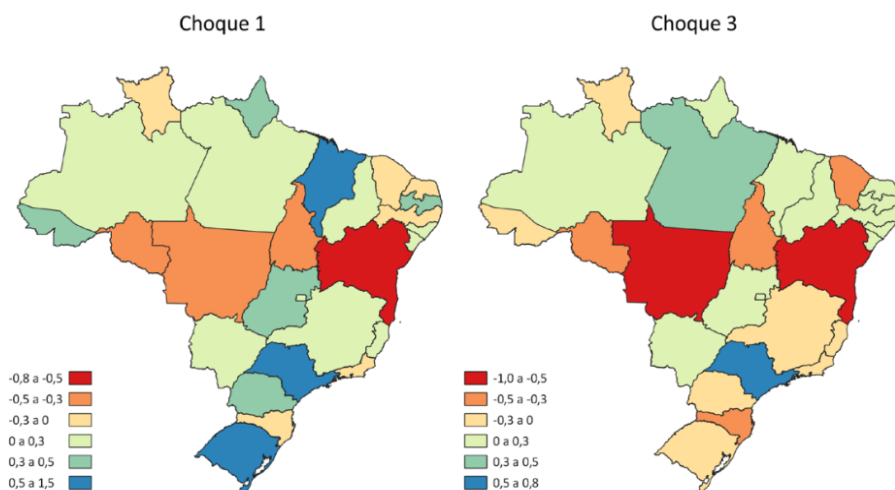 Choque 1
Choque 3
-0,8 a -0,5
-0,5 a -0,3
-0,3 a 0
0 a 0,3
0,3 a 0,5
0,5 a 1,5
-1,0 a -0,5
-0,5 a -0,3
-0,3 a 0
0 a 0,3
0,3 a 0,5
0,5 a 0,8